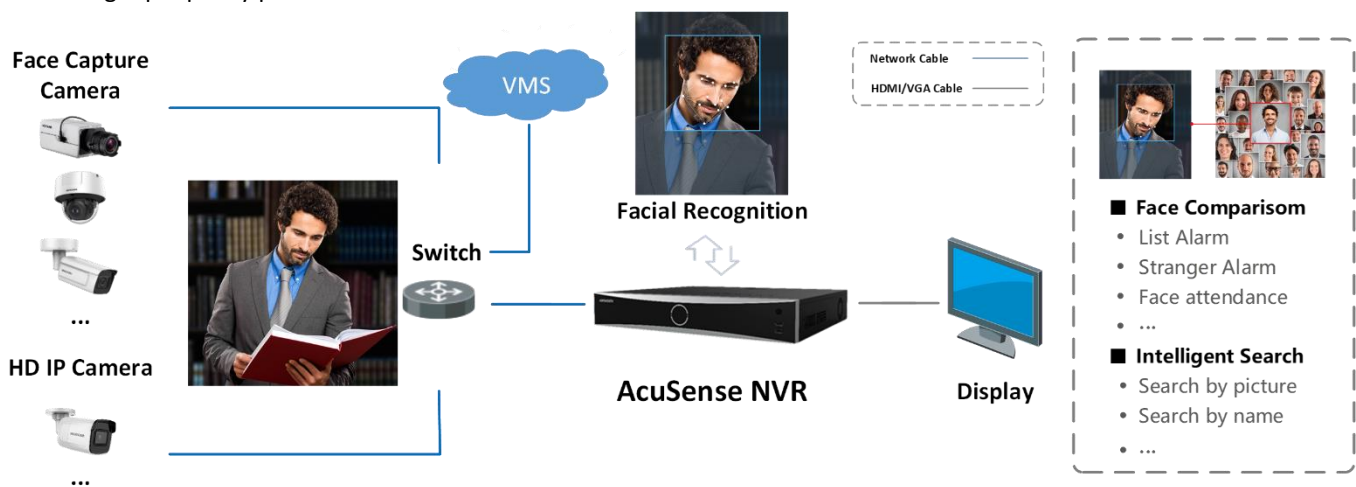 Face Capture
Camera
...
HD IP Camera
...
VMS
Switch
Facial Recognition
AcuSense NVR
Display
Network Cable
HDMI/VGA Cable
■ Face Comparisom
• List Alarm
• Stranger Alarm
• Face attendance
• ...
■ Intelligent Search
• Search by picture
• Search by name
• ...